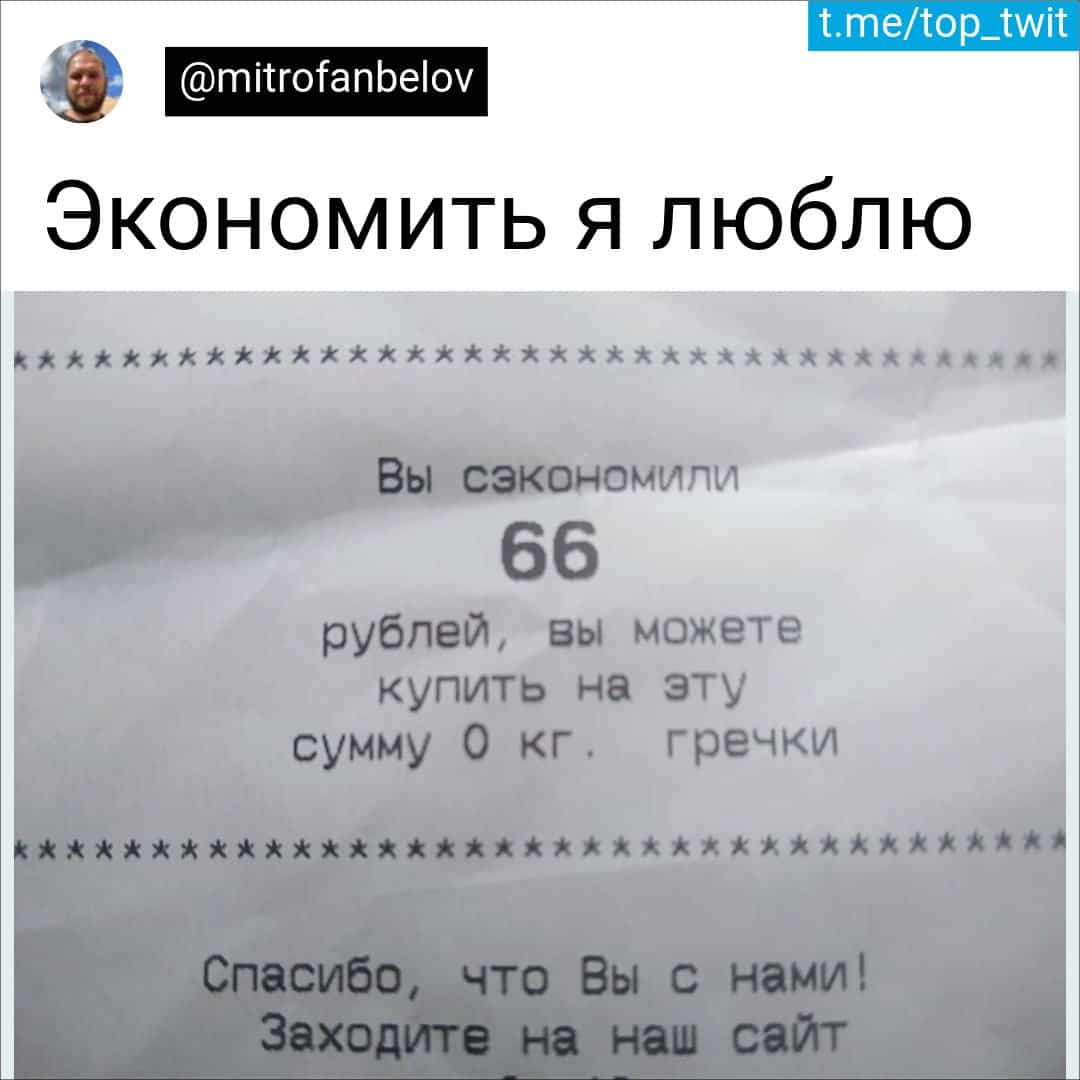 t.me/top_twit
@mitrofanbelov
Экономить я люблю
****************************************
Вы сэкономили
66
рублей, вы можете
купить на эту
сумму 0 кг. гречки
****************************************
Спасибо, что Вы с нами!
Заходите на наш сайт